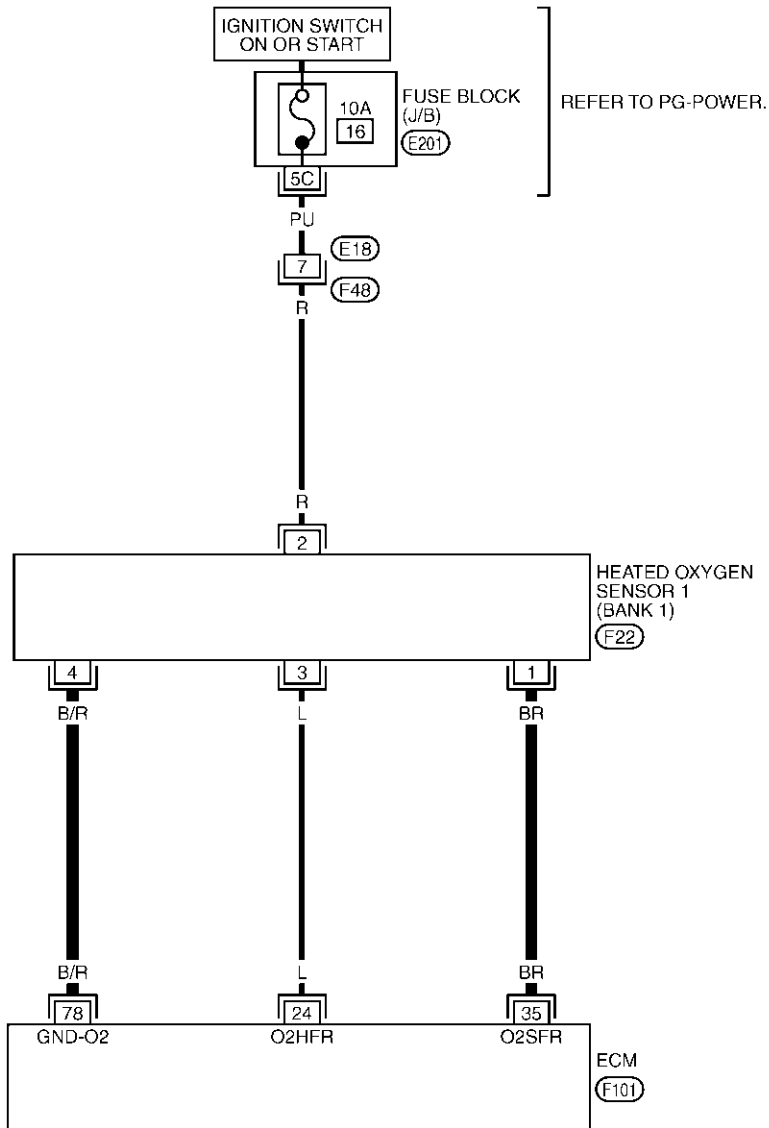 IGNITION SWITCH
ON OR START
10A
16
FUSE BLOCK
(J/B)
E201
REFER TO PG-POWER.
5C
PU
E18
7
F48
R
R
2
HEATED OXYGEN
SENSOR 1
(BANK 1)
F22
4 3 1
B/R L BR
B/R L BR
78 24 35
GND-O2 O2HFR O2SFR
ECM
F101